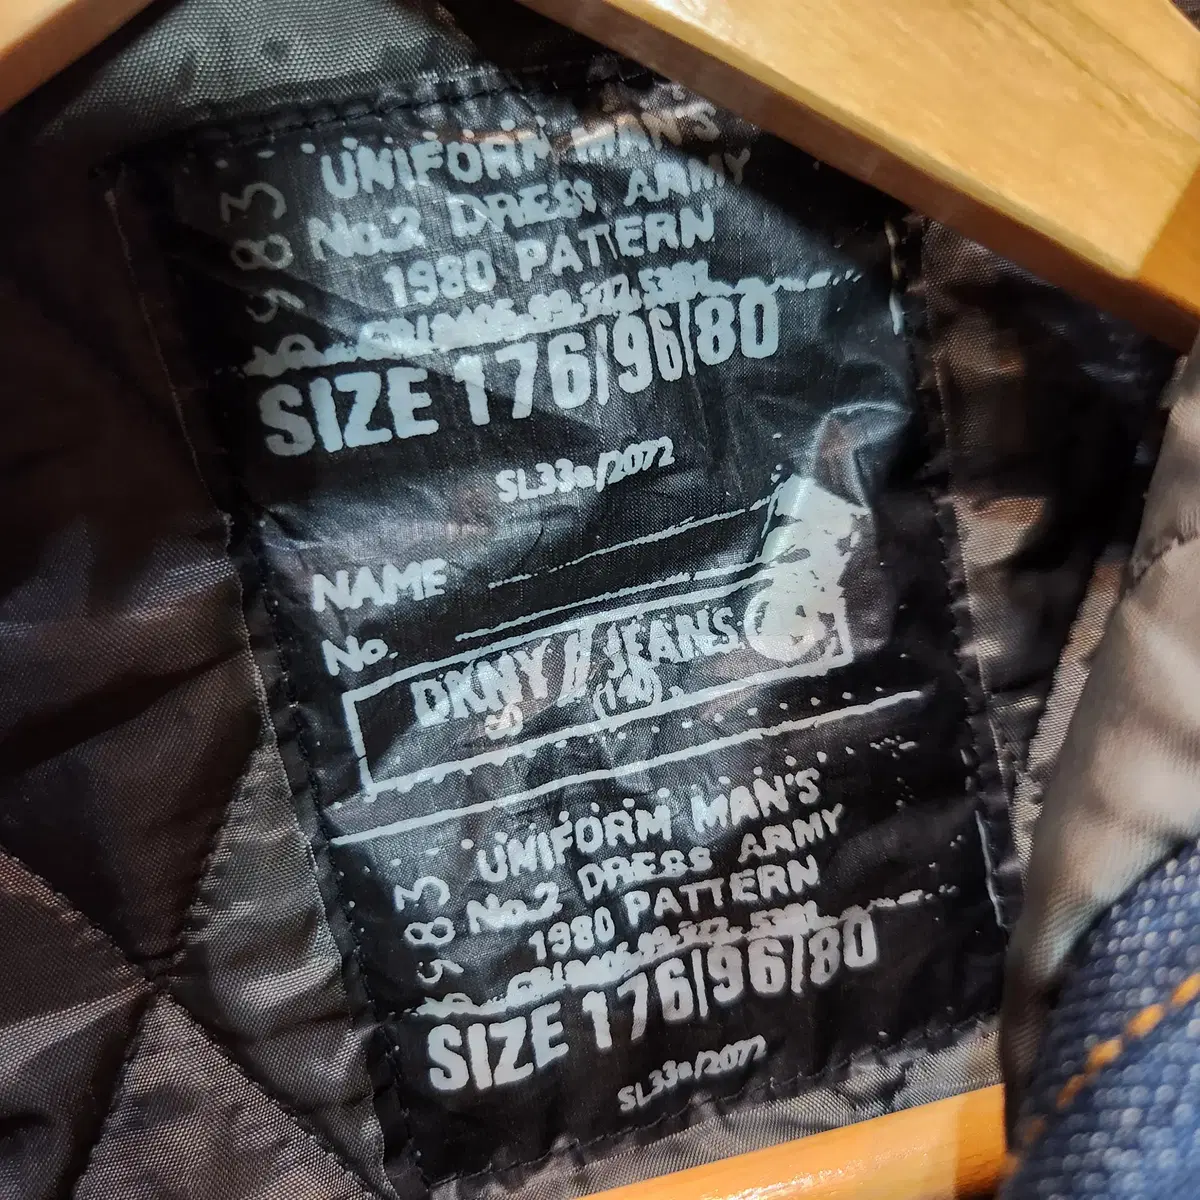 UNIFORM MAN'S
No.2 DRESS ARMY
1980 PATTERN
SIZE 176/96/80
SL33a/2072
NAME
No.
DKNY // JEANS
UNIFORM MAN'S
No.2 DRESS ARMY
1980 PATTERN
SIZE 176/96/80
SL33a/2072